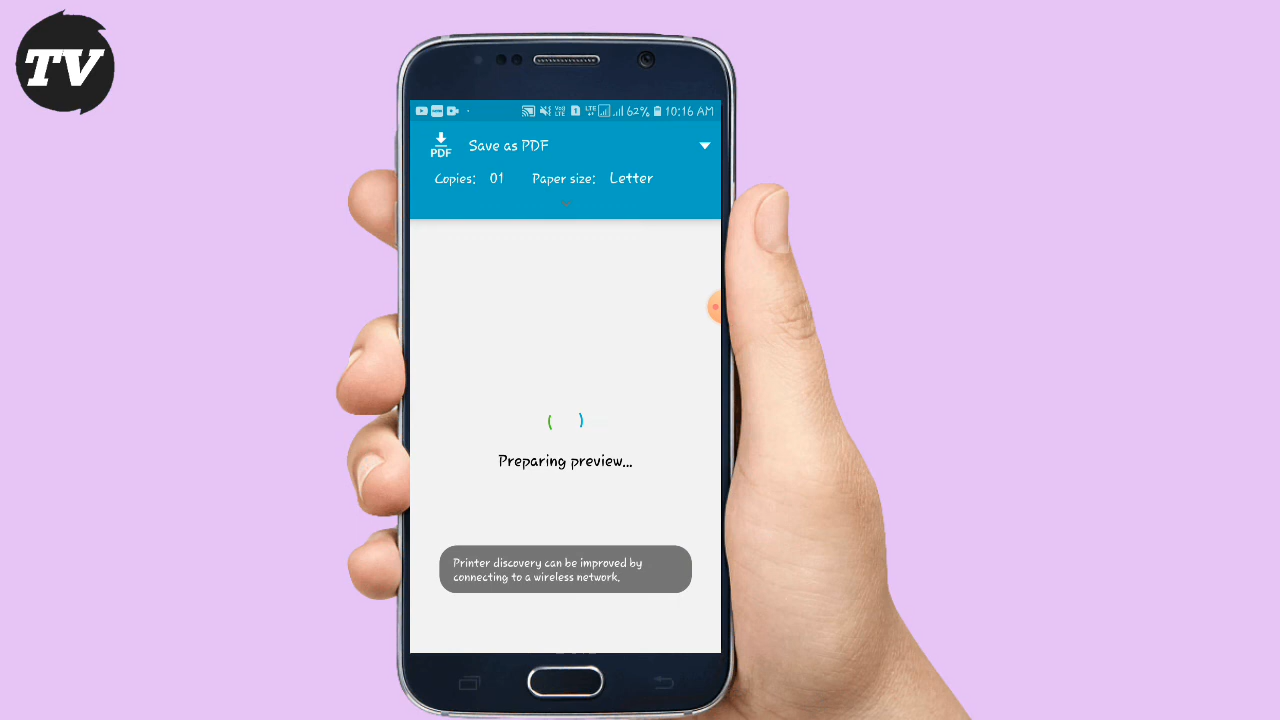 TV
62% 10:16 AM
PDF Save as PDF
Copies: 01 Paper size: Letter
Preparing preview...
Printer discovery can be improved by
connecting to a wireless network.